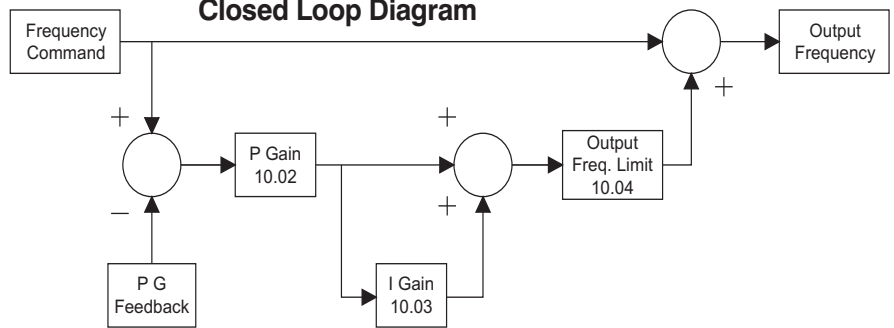 Closed Loop Diagram
Frequency
Command
+
Output
Frequency
+
+
P Gain
10.02
+
Output
Freq. Limit
10.04
+
−
P G
Feedback
I Gain
10.03